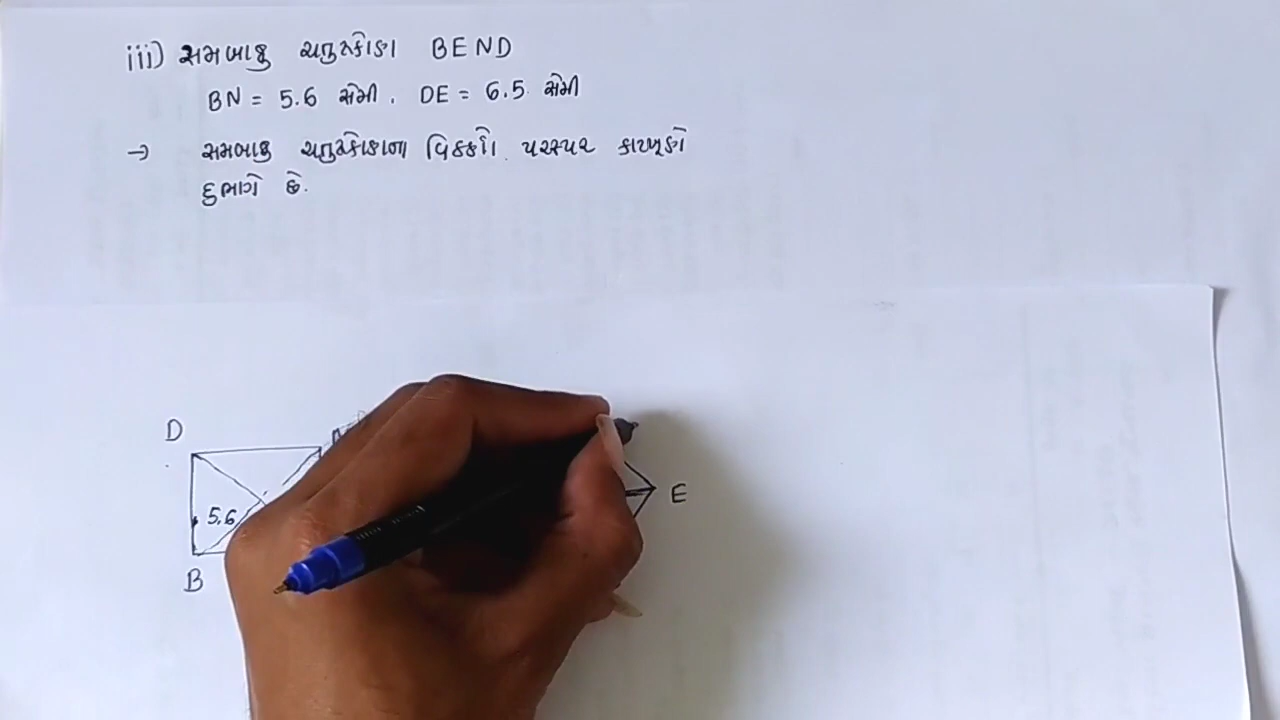 iii) સમબાજુ ચતુષ્કોણ BEND
BN = 5.6 સેમી. DE = 6.5 સેમી
→ સમબાજુ ચતુષ્કોણના વિકર્ણો પરસ્પર કાટખૂણે
દુભાગે છે.
D
5.6
B
E